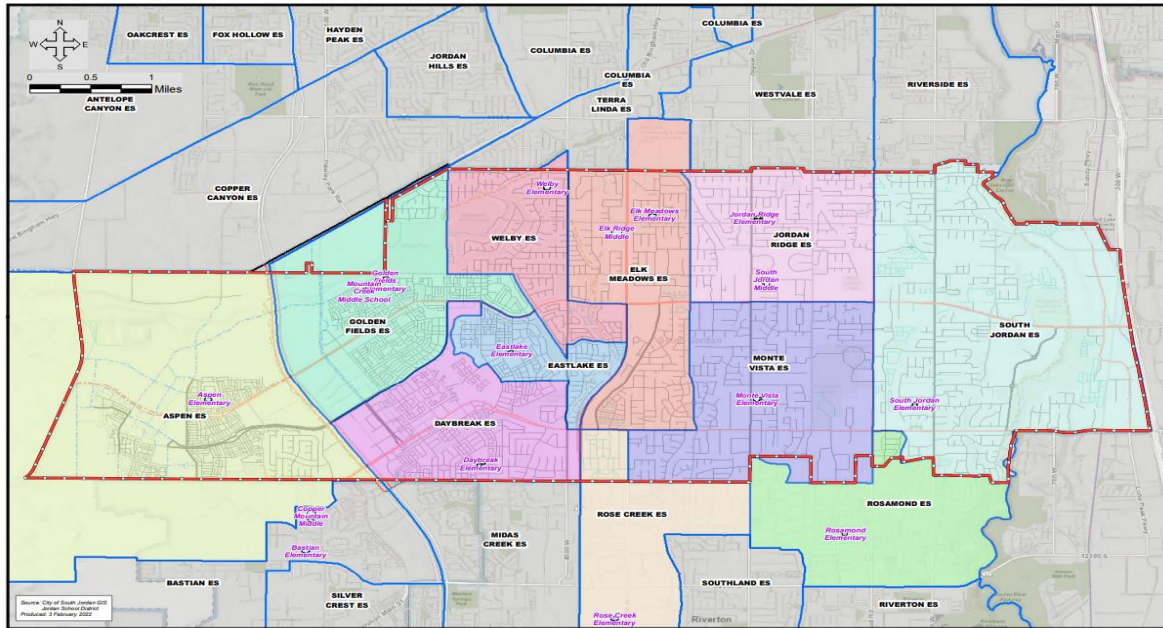 N
W E
S
0 0.5 1
Miles
OAKCREST ES
FOX HOLLOW ES
HAYDEN
PEAK ES
JORDAN
HILLS ES
COLUMBIA ES
COLUMBIA ES
COLUMBIA
ES
TERRA
LINDA ES
WESTVALE ES
RIVERSIDE ES
ANTELOPE
CANYON ES
COPPER
CANYON ES
Welby
Elementary
WELBY ES
Elk Meadows
Elementary
Elk Ridge
Middle
ELK
MEADOWS ES
Jordan Ridge
Elementary
JORDAN
RIDGE ES
South
Jordan
Middle
Golden
Fields
Elementary
Mountain
Creek
Middle School
GOLDEN
FIELDS ES
SOUTH
JORDAN ES
Eastlake
Elementary
EASTLAKE ES
MONTE
VISTA ES
Monte Vista
Elementary
South Jordan
Elementary
Aspen
Elementary
ASPEN ES
DAYBREAK ES
Daybreak
Elementary
ROSE CREEK ES
ROSAMOND ES
Rosamond
Elementary
Copper
Mountain
Middle
Bastian
Elementary
MIDAS
CREEK ES
BASTIAN ES
SILVER
CREST ES
SOUTHLAND ES
RIVERTON ES
Rose Creek
Elementary
Riverton
Source: City of South Jordan GIS
Jordan School District
Produced: 3 February 2022